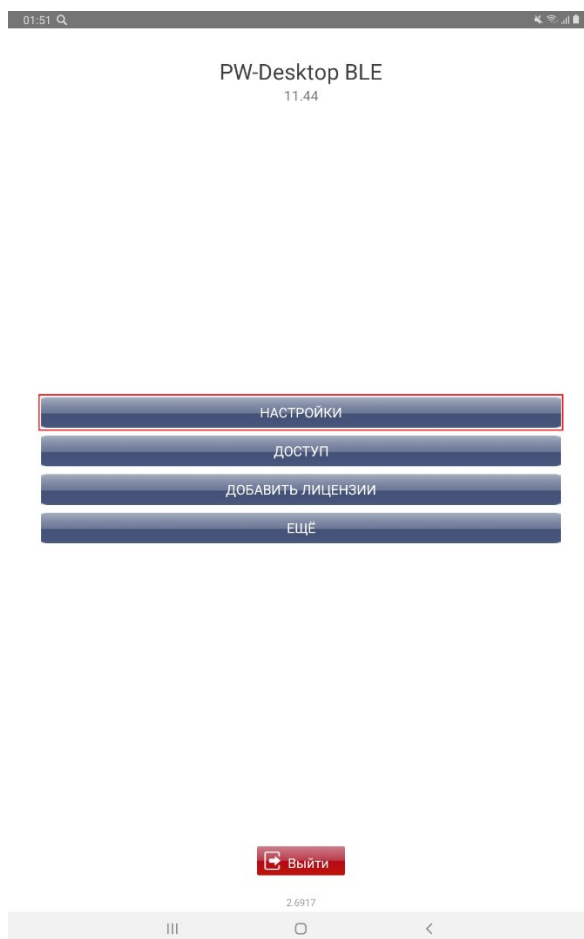 01:51
PW-Desktop BLE
11.44
НАСТРОЙКИ
ДОСТУП
ДОБАВИТЬ ЛИЦЕНЗИИ
ЕЩЁ
Выйти
2.6917